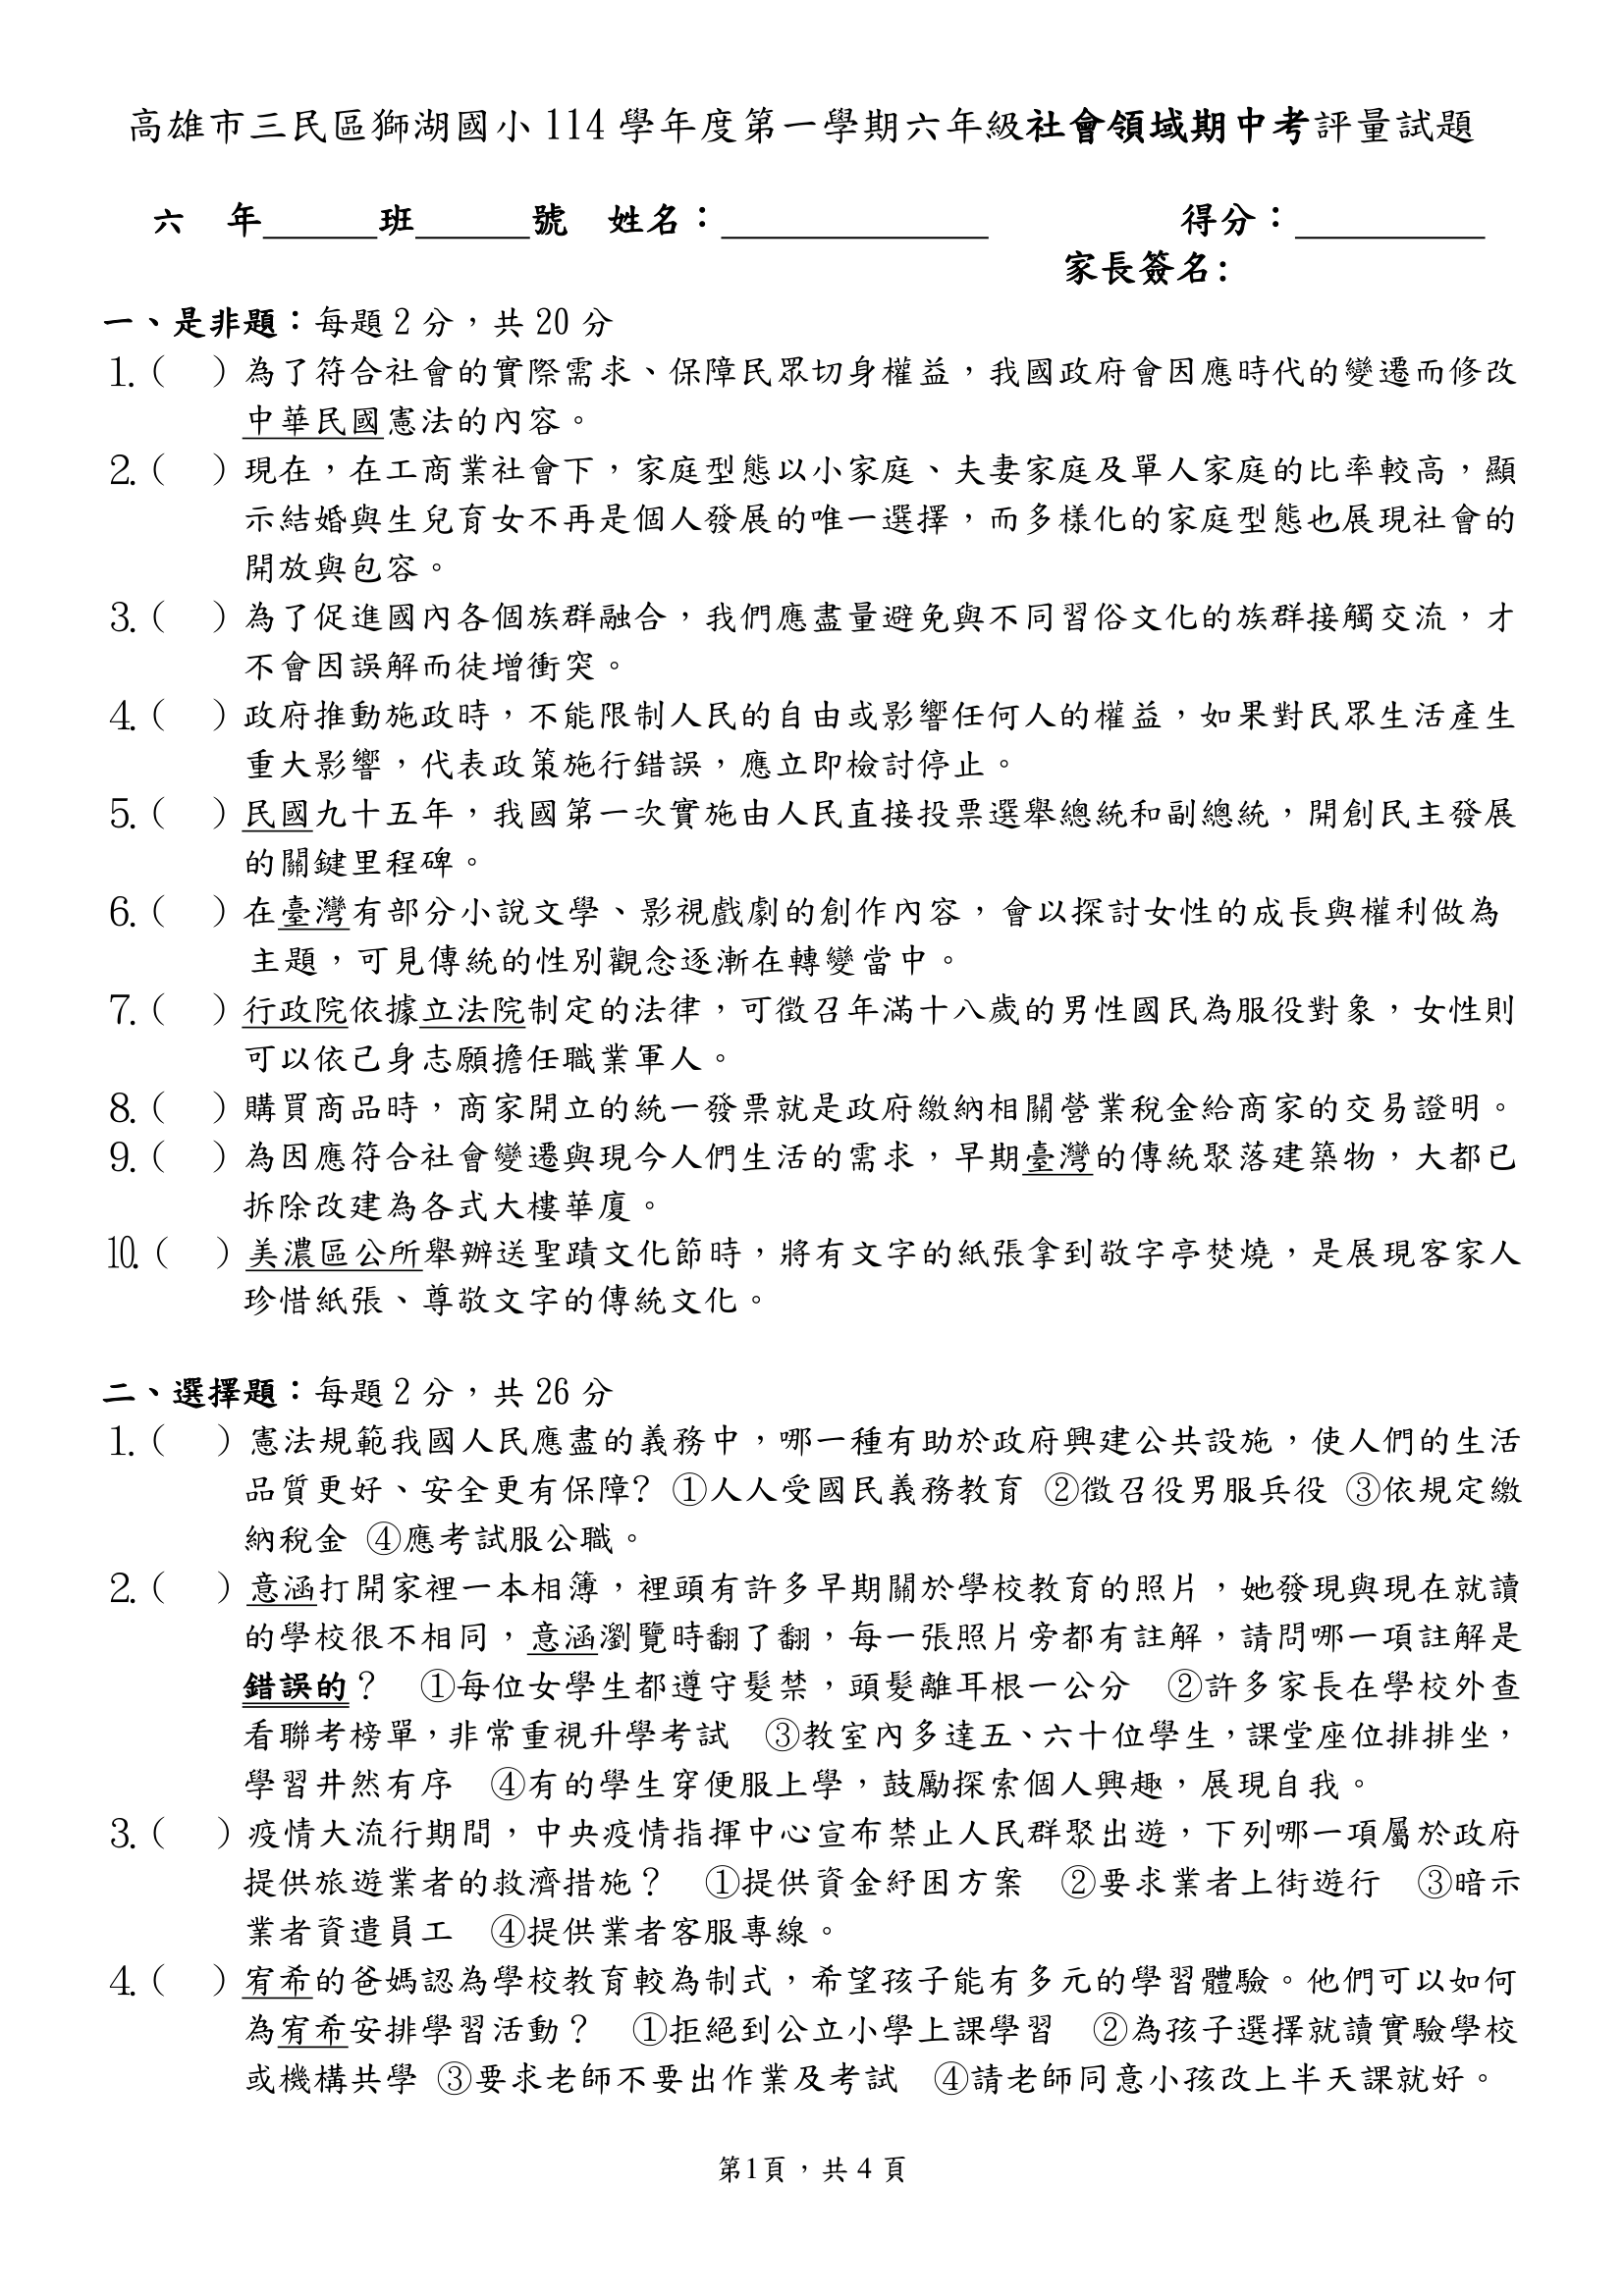 高雄市三民區獅湖國小 114 學年度第一學期六年級社會領域期中考評量試題
六　年______班______號　姓名：______________　得分：__________
家長簽名:
一、是非題：每題 2 分，共 20 分
1.（　）為了符合社會的實際需求、保障民眾切身權益，我國政府會因應時代的變遷而修改
中華民國憲法的內容。
2.（　）現在，在工商業社會下，家庭型態以小家庭、夫妻家庭及單人家庭的比率較高，顯
示結婚與生兒育女不再是個人發展的唯一選擇，而多樣化的家庭型態也展現社會的
開放與包容。
3.（　）為了促進國內各個族群融合，我們應盡量避免與不同習俗文化的族群接觸交流，才
不會因誤解而徒增衝突。
4.（　）政府推動施政時，不能限制人民的自由或影響任何人的權益，如果對民眾生活產生
重大影響，代表政策施行錯誤，應立即檢討停止。
5.（　）民國九十五年，我國第一次實施由人民直接投票選舉總統和副總統，開創民主發展
的關鍵里程碑。
6.（　）在臺灣有部分小說文學、影視戲劇的創作內容，會以探討女性的成長與權利做為
主題，可見傳統的性別觀念逐漸在轉變當中。
7.（　）行政院依據立法院制定的法律，可徵召年滿十八歲的男性國民為服役對象，女性則
可以依己身志願擔任職業軍人。
8.（　）購買商品時，商家開立的統一發票就是政府繳納相關營業稅金給商家的交易證明。
9.（　）為因應符合社會變遷與現今人們生活的需求，早期臺灣的傳統聚落建築物，大都已
拆除改建為各式大樓華廈。
10.（　）美濃區公所舉辦送聖蹟文化節時，將有文字的紙張拿到敬字亭焚燒，是展現客家人
珍惜紙張、尊敬文字的傳統文化。
二、選擇題：每題 2 分，共 26 分
1.（　）憲法規範我國人民應盡的義務中，哪一種有助於政府興建公共設施，使人們的生活
品質更好、安全更有保障? ①人人受國民義務教育 ②徵召役男服兵役 ③依規定繳
納稅金 ④應考試服公職。
2.（　）意涵打開家裡一本相簿，裡頭有許多早期關於學校教育的照片，她發現與現在就讀
的學校很不相同，意涵瀏覽時翻了翻，每一張照片旁都有註解，請問哪一項註解是
錯誤的？　①每位女學生都遵守髮禁，頭髮離耳根一公分　②許多家長在學校外查
看聯考榜單，非常重視升學考試　③教室內多達五、六十位學生，課堂座位排排坐，
學習井然有序　④有的學生穿便服上學，鼓勵探索個人興趣，展現自我。
3.（　）疫情大流行期間，中央疫情指揮中心宣布禁止人民群聚出遊，下列哪一項屬於政府
提供旅遊業者的救濟措施？　①提供資金紓困方案　②要求業者上街遊行　③暗示
業者資遣員工　④提供業者客服專線。
4.（　）宥希的爸媽認為學校教育較為制式，希望孩子能有多元的學習體驗。他們可以如何
為宥希安排學習活動？　①拒絕到公立小學上課學習　②為孩子選擇就讀實驗學校
或機構共學 ③要求老師不要出作業及考試　④請老師同意小孩改上半天課就好。
第1頁，共 4 頁